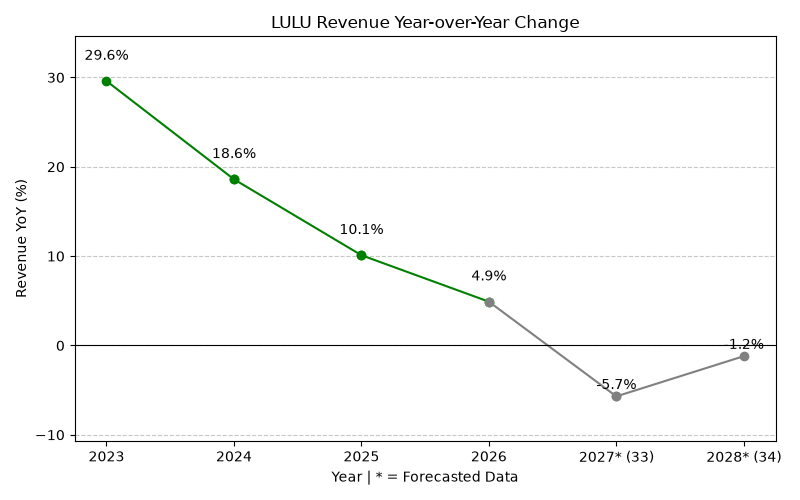 LULU Revenue Year-over-Year Change
29.6%
18.6%
10.1%
4.9%
-5.7%
-1.2%
30
20
10
0
−10
Revenue YoY (%)
2023 2024 2025 2026 2027* (33) 2028* (34)
Year | * = Forecasted Data